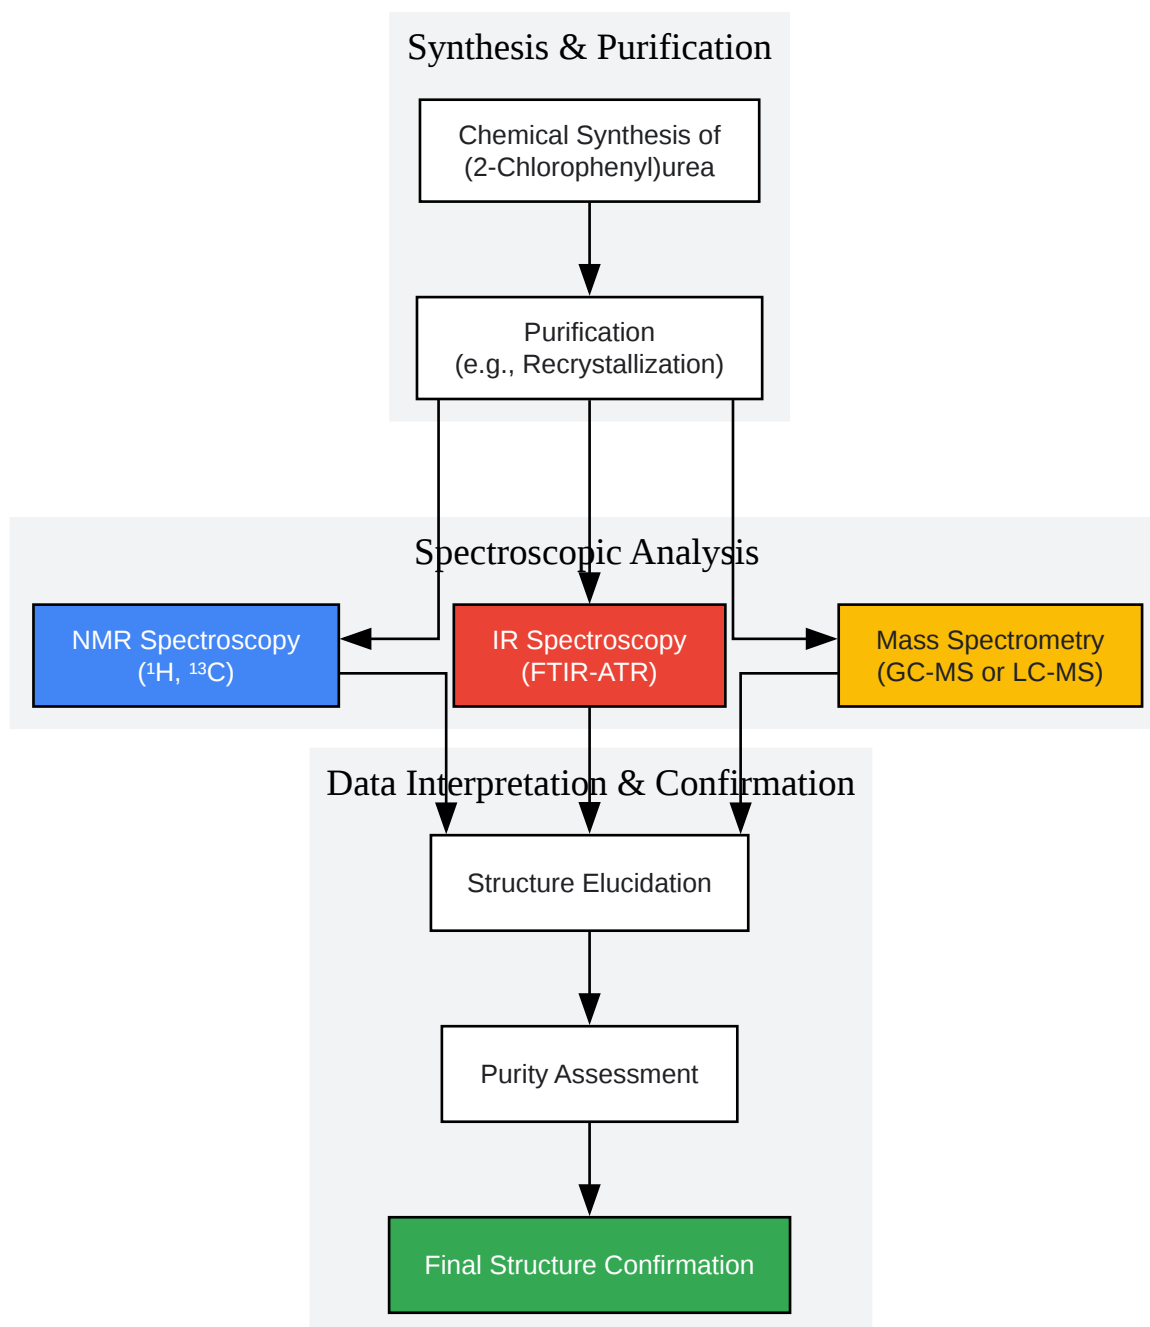 Synthesis & Purification
Chemical Synthesis of
(2-Chlorophenyl)urea
Purification
(e.g., Recrystallization)
Spectroscopic Analysis
NMR Spectroscopy
(¹H, ¹³C)
IR Spectroscopy
(FTIR-ATR)
Mass Spectrometry
(GC-MS or LC-MS)
Data Interpretation & Confirmation
Structure Elucidation
Purity Assessment
Final Structure Confirmation